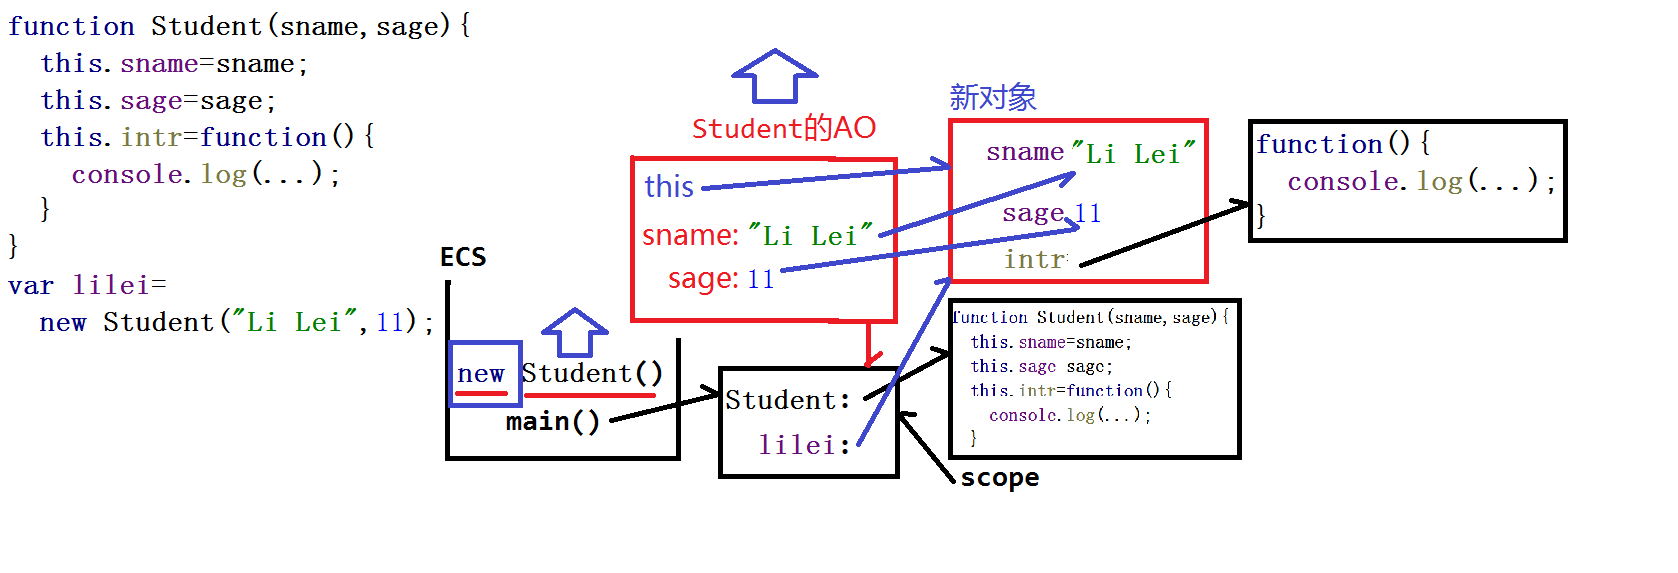 function Student(sname,sage){
this.sname=sname;
this.sage=sage;
this.intr=function(){
console.log(...);
}
}
var lilei=
new Student("Li Lei",11);
ECS
new Student()
main()
Student的AO
this
sname: "Li Lei"
sage: 11
新对象
sname "Li Lei"
sage 11
intr:
function(){
console.log(...);
}
Student:
lilei:
scope
function Student(sname,sage){
this.sname=sname;
this.sage sage;
this.intr=function(){
console.log(...);
}